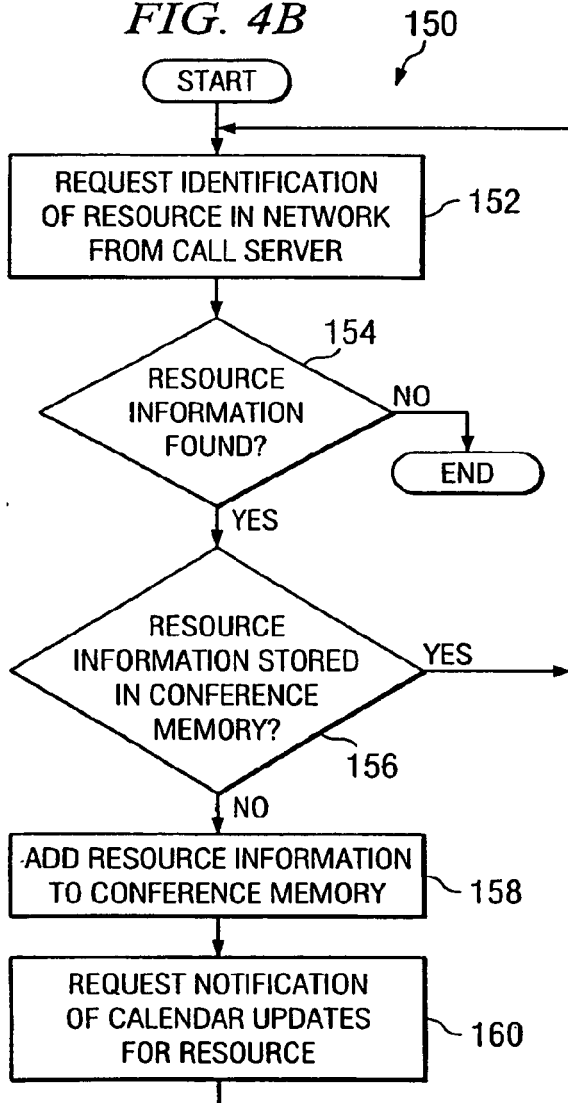 FIG. 4B
150
START
REQUEST IDENTIFICATION
OF RESOURCE IN NETWORK
FROM CALL SERVER
152
154
RESOURCE
INFORMATION
FOUND?
NO
END
YES
RESOURCE
INFORMATION STORED
IN CONFERENCE
MEMORY?
YES
156
NO
ADD RESOURCE INFORMATION
TO CONFERENCE MEMORY
158
REQUEST NOTIFICATION
OF CALENDAR UPDATES
FOR RESOURCE
160